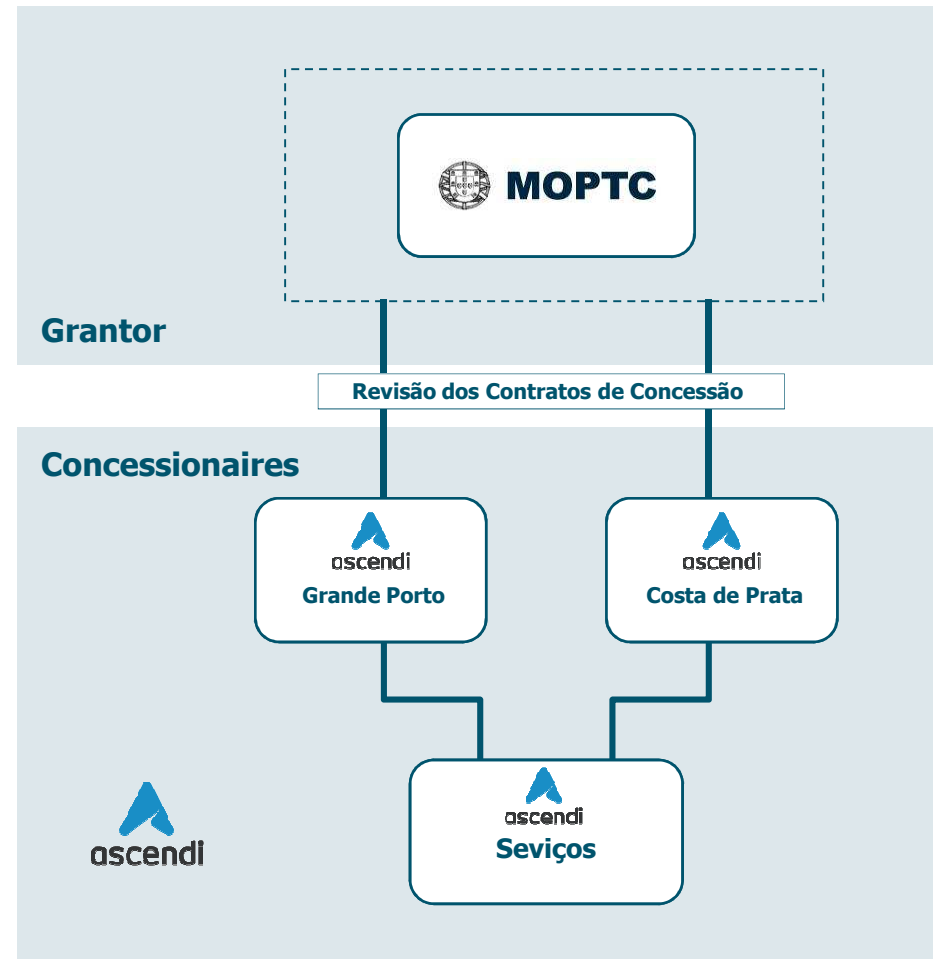 MOPTC
Grantor
Revisão dos Contratos de Concessão
Concessionaires
ascendi
Grande Porto
ascendi
Costa de Prata
ascendi
Seviços
ascendi